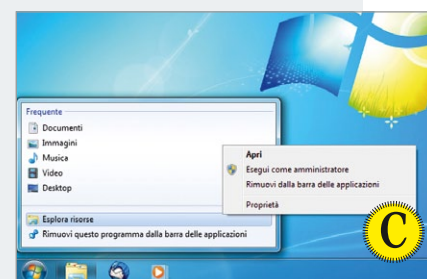 Frequente
Documenti
Immagini
Musica
Video
Desktop
Esplora risorse
Rimuovi questo programma dalla barra delle applicazioni
Apri
Esegui come amministratore
Rimuovi dalla barra delle applicazioni
Proprietà
C